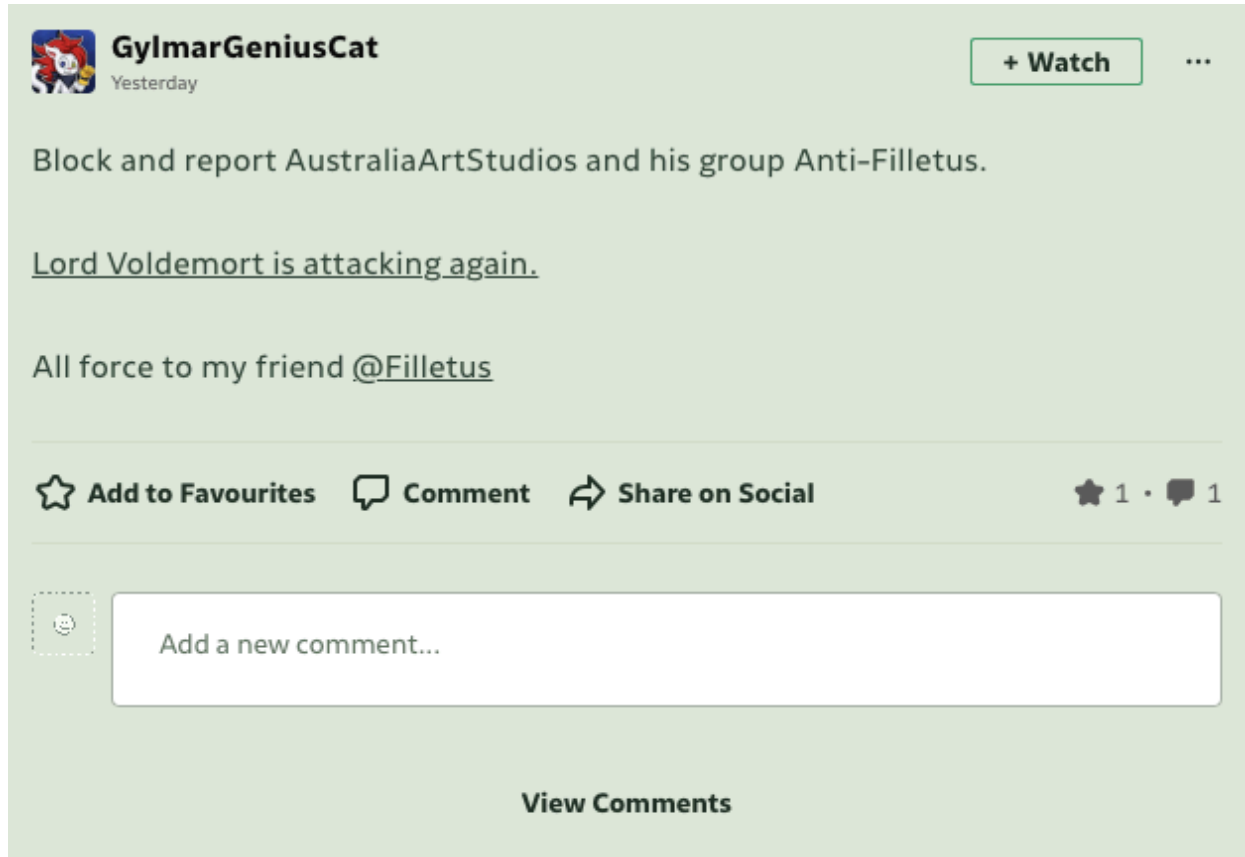 GylmarGeniusCat
Yesterday
+ Watch
Block and report AustraliaArtStudios and his group Anti-Filletus.
Lord Voldemort is attacking again.
All force to my friend @Filletus
Add to Favourites
Comment
Share on Social
1 • 1
Add a new comment...
View Comments